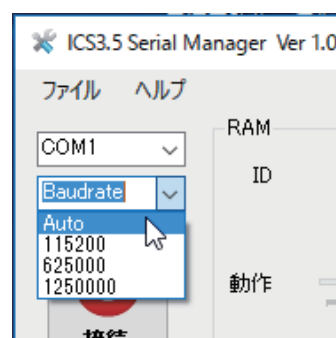 ICS3.5 Serial Manager Ver 1.0
ファイル ヘルプ
COM1
Baudrate
Auto
115200
625000
1250000
接続
RAM
ID
動作